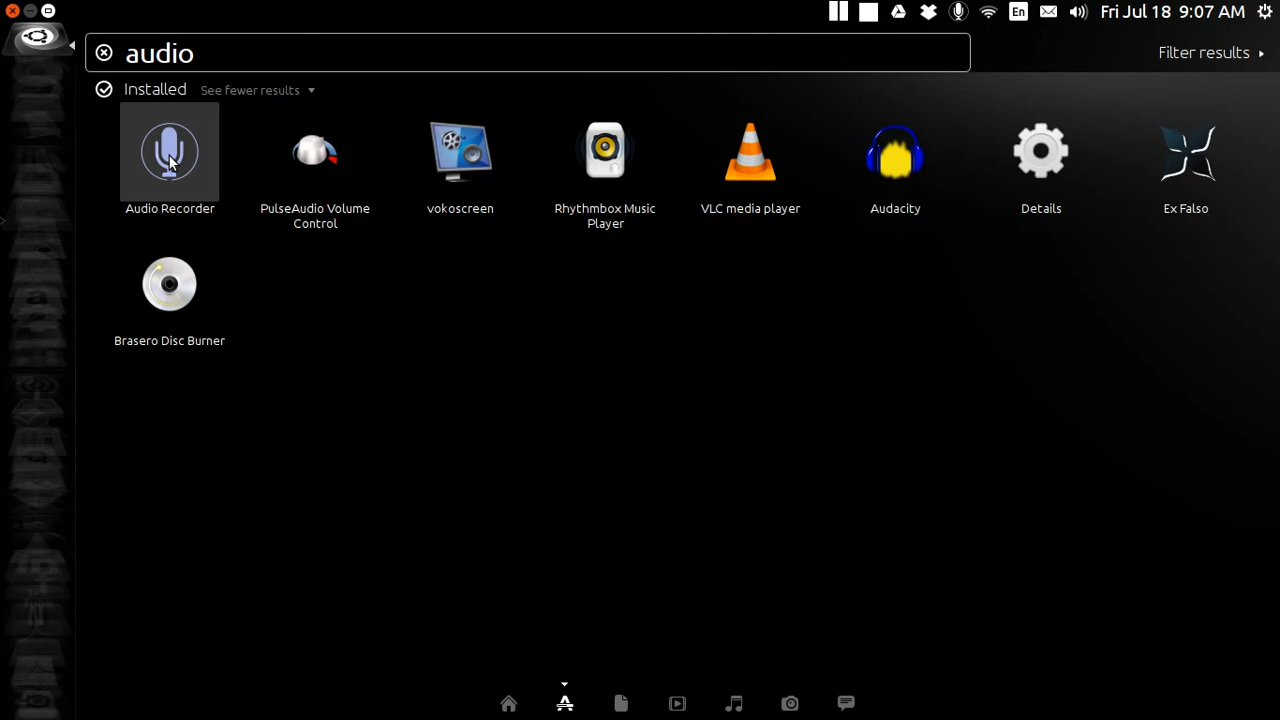 En
Fri Jul 18 9:07 AM
audio
Filter results
Installed See fewer results
Audio Recorder
PulseAudio Volume
Control
vokoscreen
Rhythmbox Music
Player
VLC media player
Audacity
Details
Ex Falso
Brasero Disc Burner